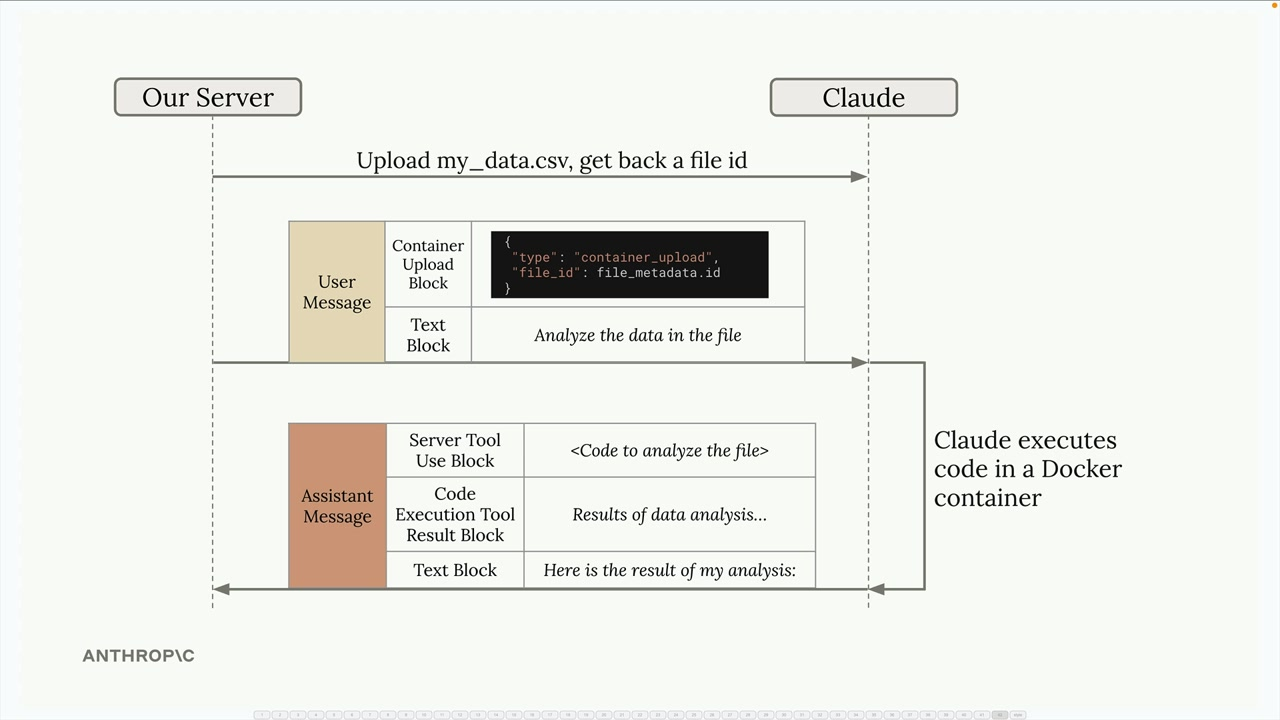 Our Server
Claude
Upload my_data.csv, get back a file id
User
Message
Container
Upload
Block
{
"type": "container_upload",
"file_id": file_metadata.id
}
Text
Block
Analyze the data in the file
Assistant
Message
Server Tool
Use Block
<Code to analyze the file>
Code
Execution Tool
Result Block
Results of data analysis...
Text Block
Here is the result of my analysis:
Claude executes
code in a Docker
container
ANTHROP\C